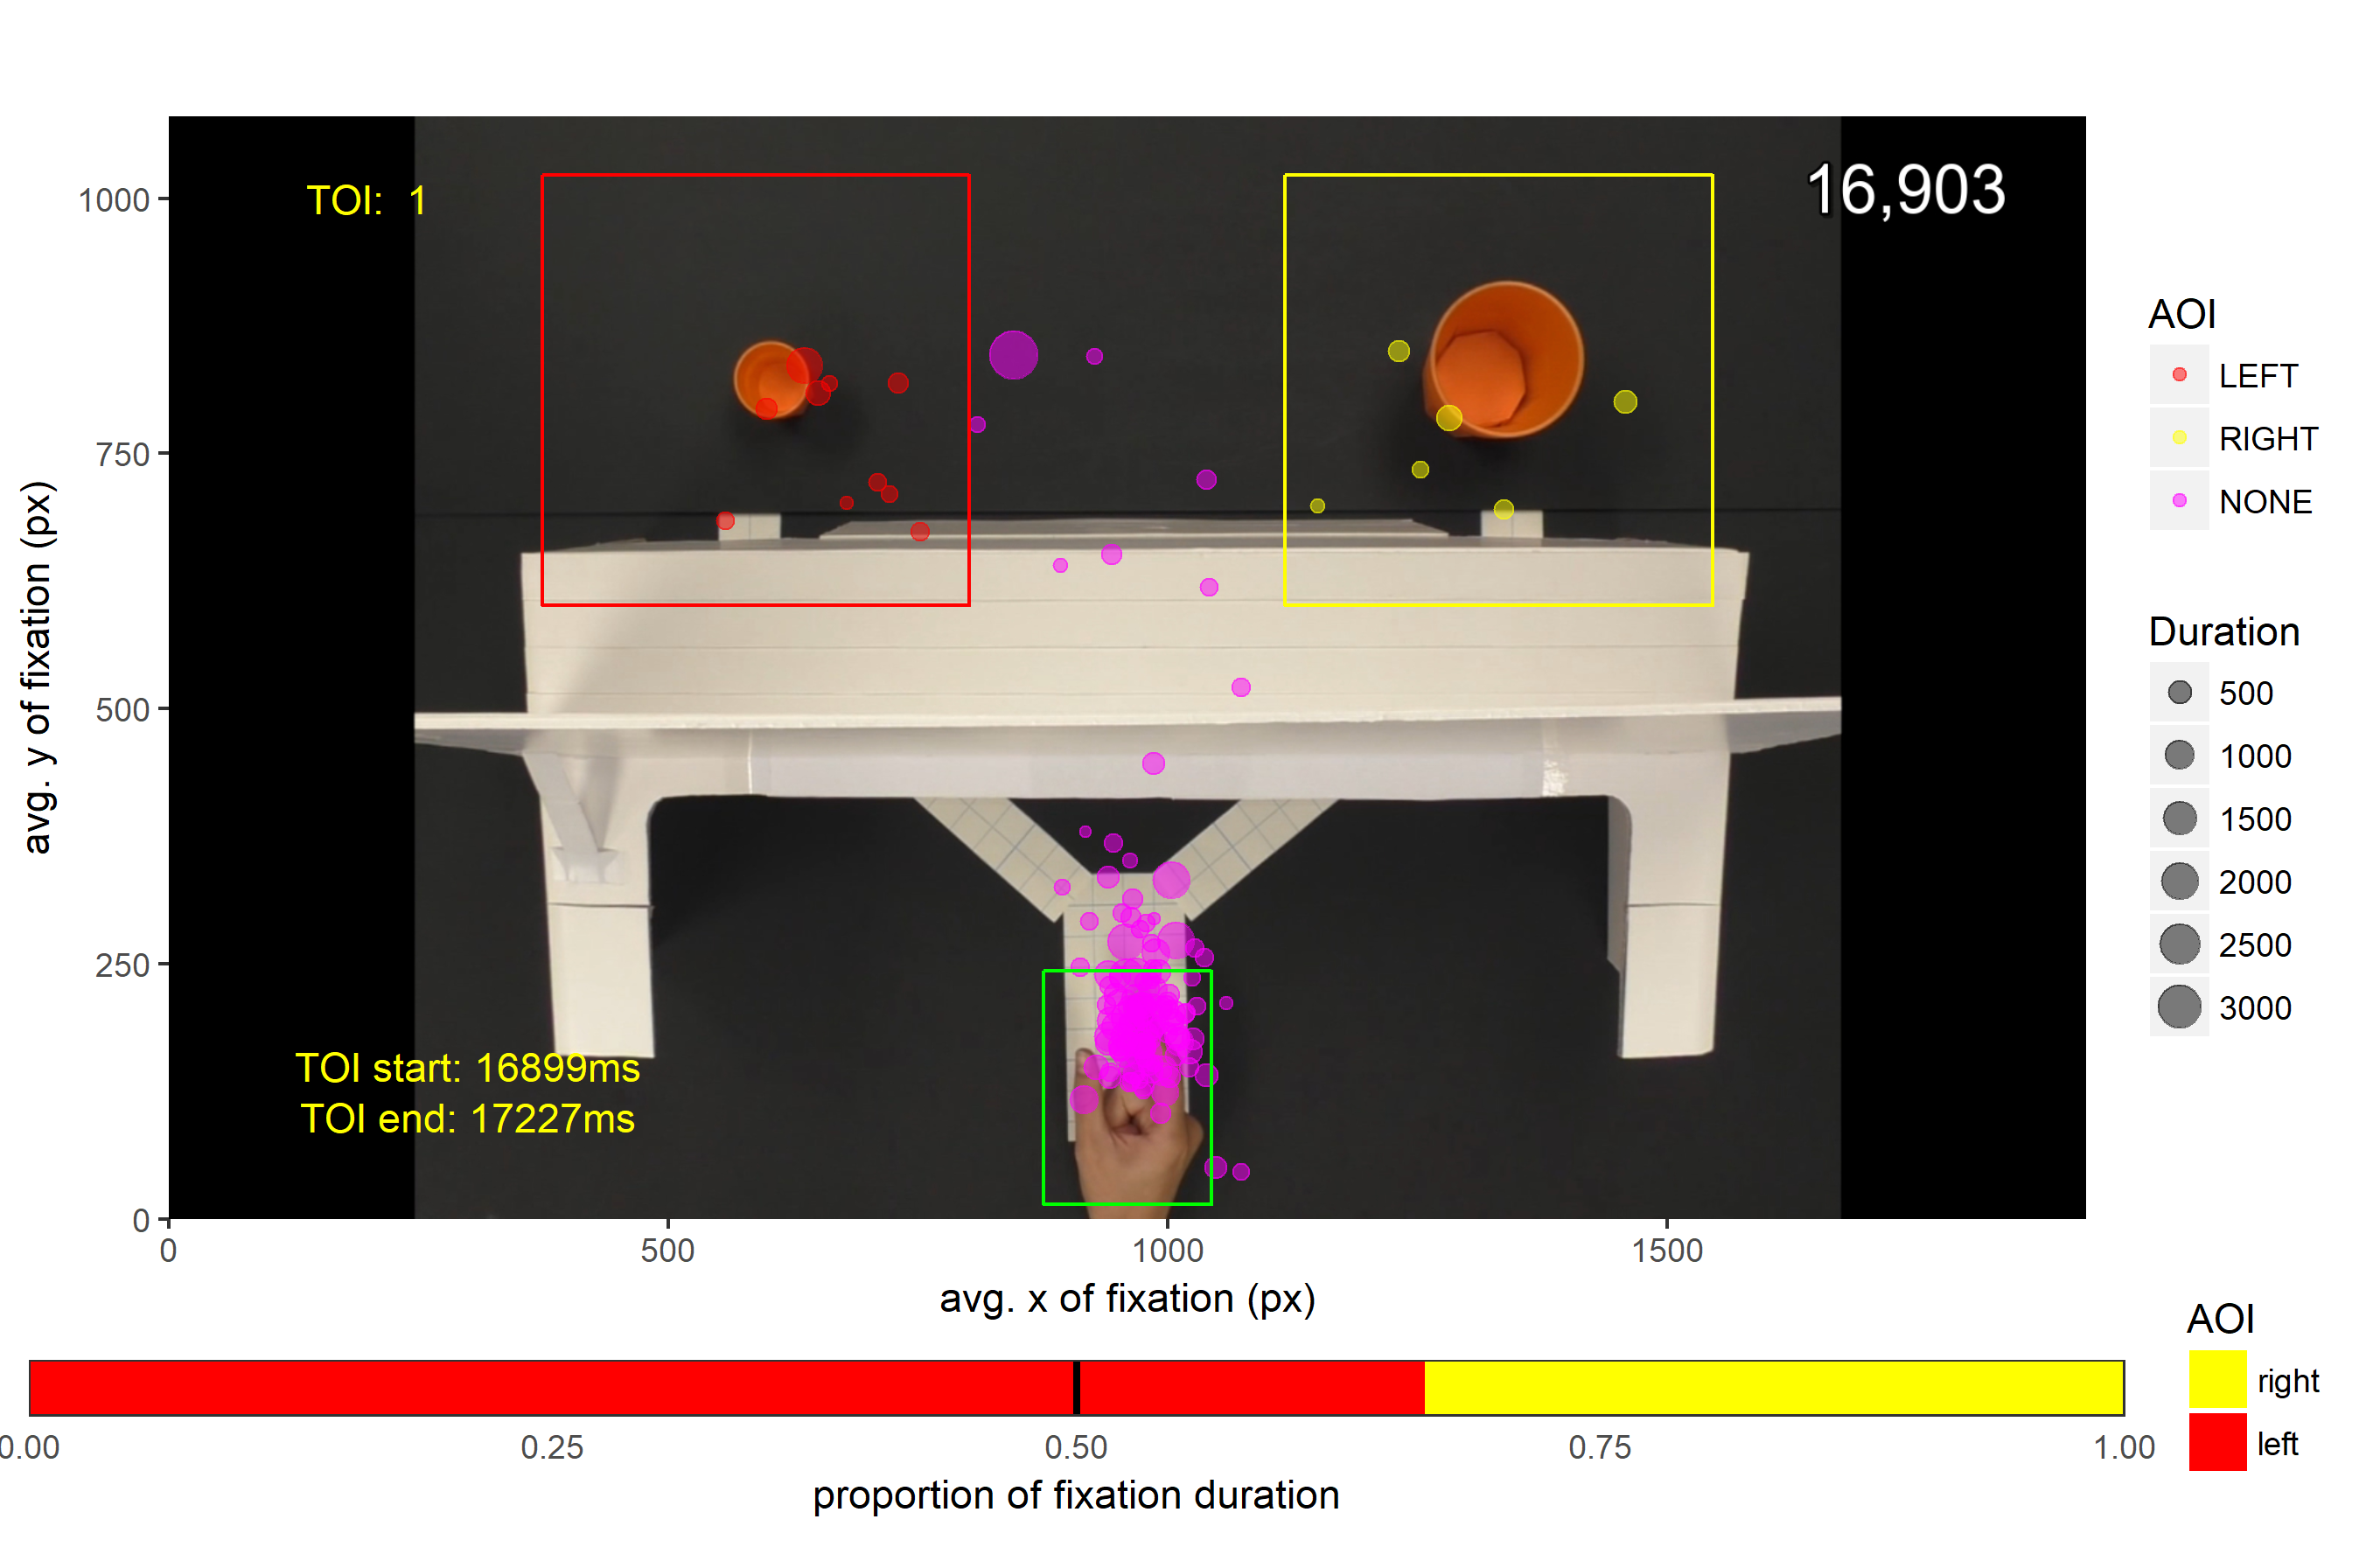 TOI:  1
16,903
1000
750
500
250
0
avg. y of fixation (px)
TOI start: 16899ms
TOI end: 17227ms
0
500
1000
1500
avg. x of fixation (px)
AOI
LEFT
RIGHT
NONE
Duration
500
1000
1500
2000
2500
3000
AOI
right
left
0.00
0.25
0.50
0.75
1.00
proportion of fixation duration